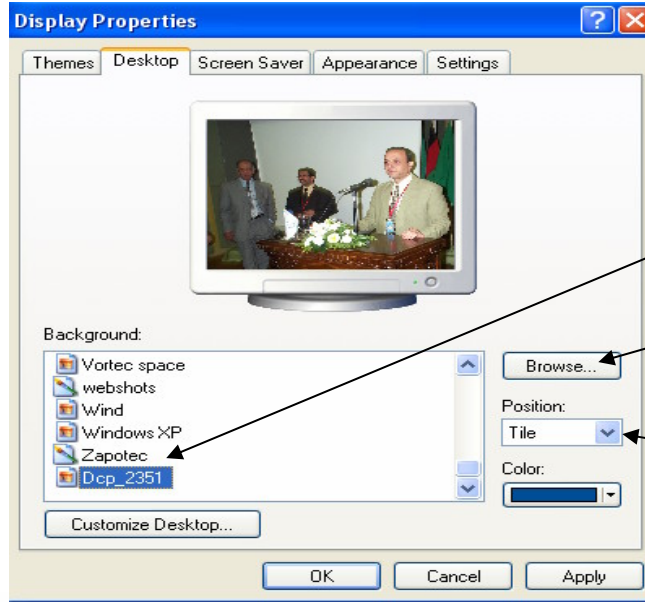 Display Properties
Themes Desktop Screen Saver Appearance Settings
Background:
Vortec space
webshots
Wind
Windows XP
Zapotec
Dcp_2351
Browse...
Position:
Tile
Color:
Customize Desktop...
OK Cancel Apply